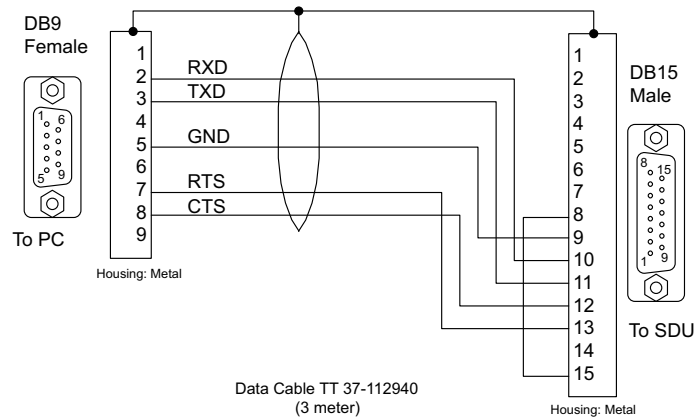 DB9
Female
1
2
3
4
5
6
7
8
9
RXD
TXD
GND
RTS
CTS
1
2
3
4
5
6
7
8
9
10
11
12
13
14
15
DB15
Male
1 6
5 9
8 15
1 9
To PC
To SDU
Housing: Metal
Data Cable TT 37-112940
(3 meter)
Housing: Metal